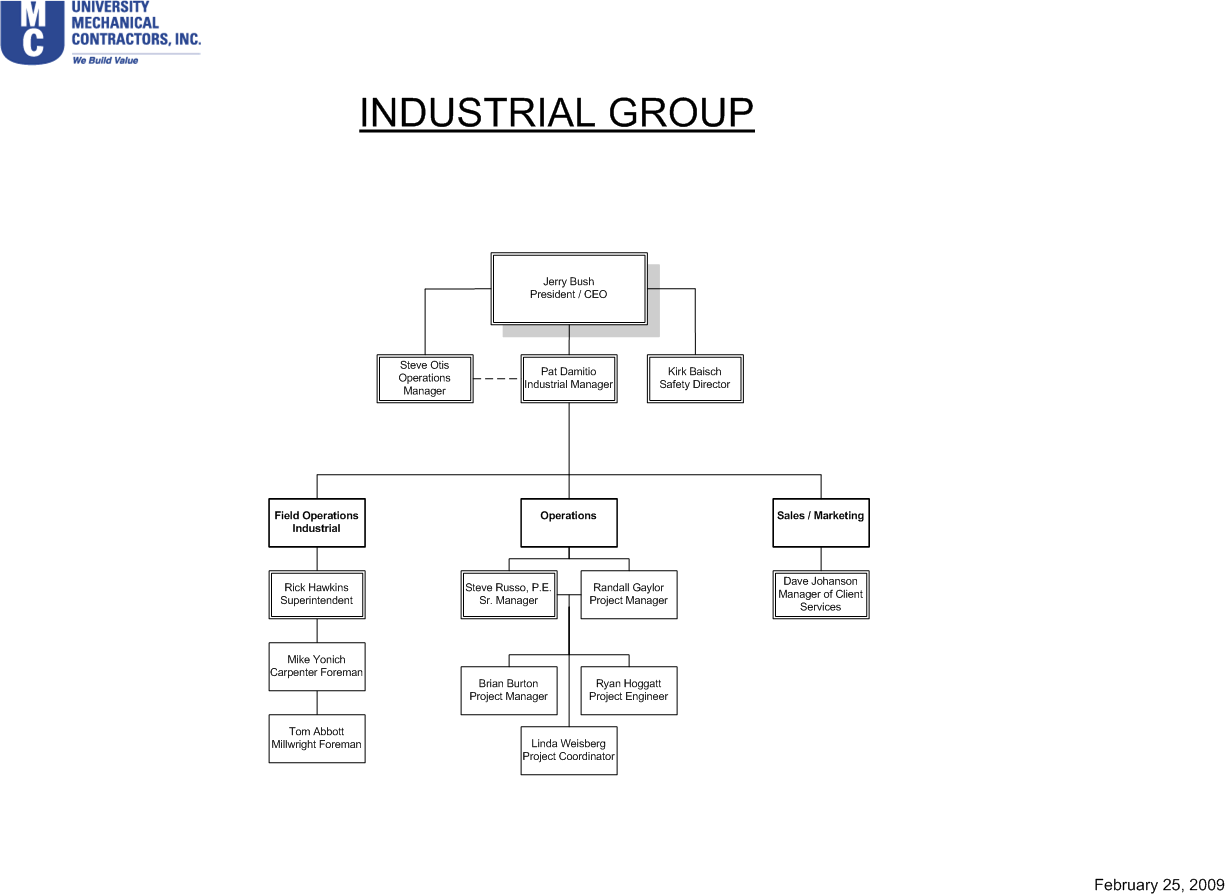 M
C
UNIVERSITY
MECHANICAL
CONTRACTORS, INC.
We Build Value
INDUSTRIAL GROUP
Jerry Bush
President / CEO
Steve Otis
Operations
Manager
Pat Damitio
Industrial Manager
Kirk Baisch
Safety Director
Field Operations
Industrial
Operations
Sales / Marketing
Rick Hawkins
Superintendent
Steve Russo, P.E.
Sr. Manager
Randall Gaylor
Project Manager
Dave Johanson
Manager of Client
Services
Mike Yonich
Carpenter Foreman
Brian Burton
Project Manager
Ryan Hoggatt
Project Engineer
Tom Abbott
Millwright Foreman
Linda Weisberg
Project Coordinator
February 25, 2009